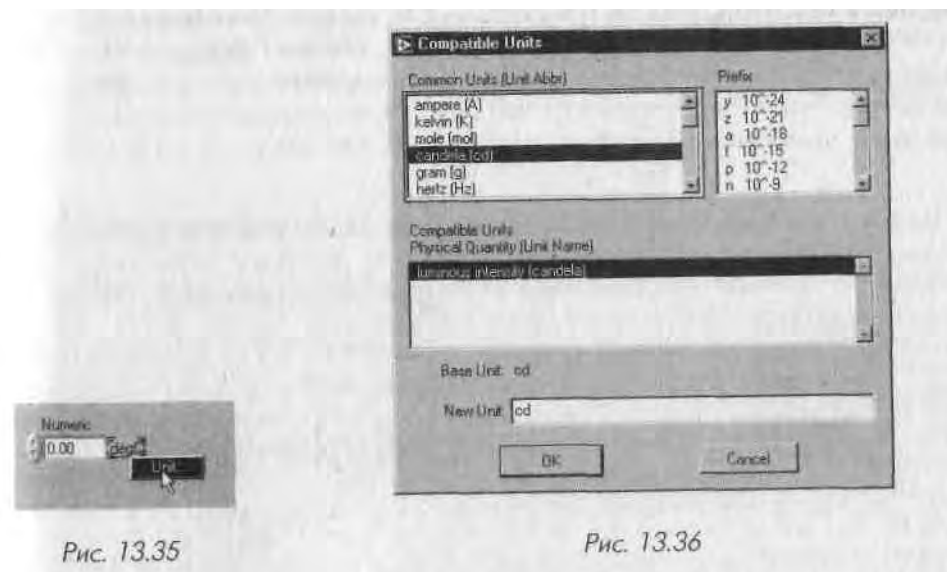 Compatible Units
Common Units (Unit Abbr)
ampere (A)
kelvin (K)
mole (mol)
candela (cd)
gram (g)
hertz (Hz)
Prefix
y 10^-24
z 10^-21
a 10^-18
f 10^-15
p 10^-12
n 10^-9
Compatible Units
Physical Quantity (Unit Name)
luminous intensity (candela)
Base Unit: cd
New Unit: cd
OK
Cancel
Numeric
0.00 deg
Unit...
Рис. 13.35
Рис. 13.36